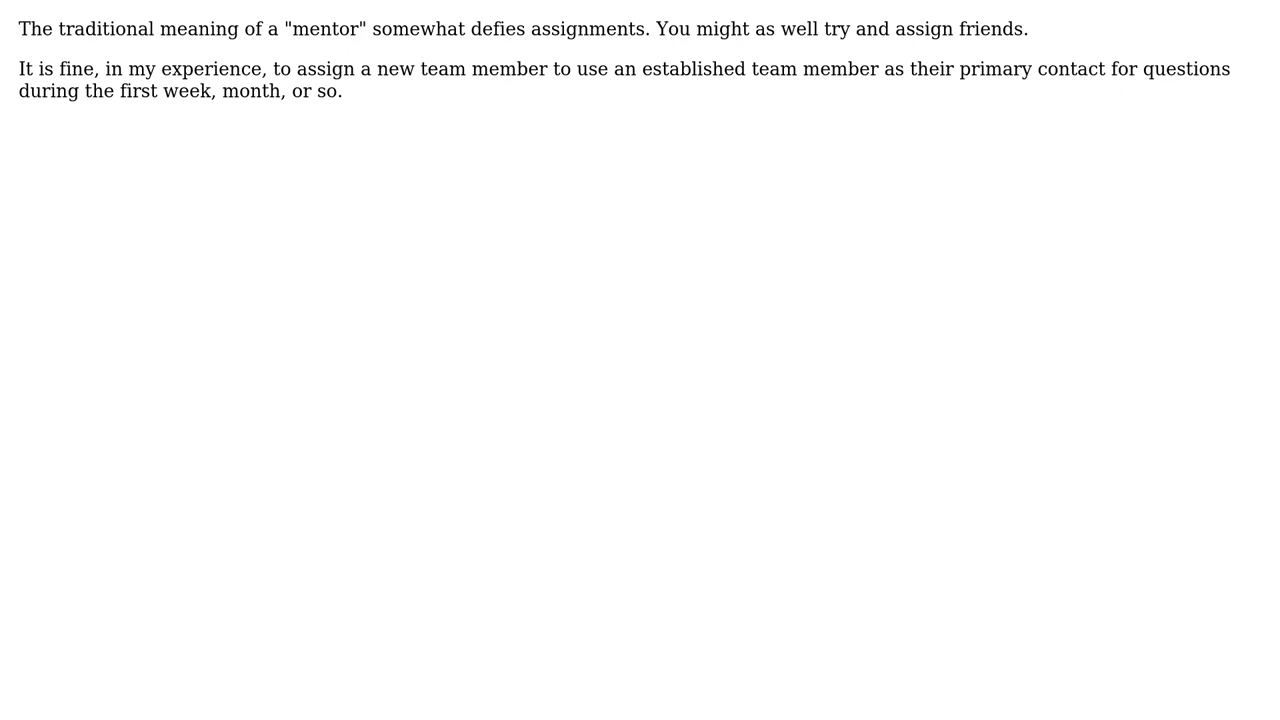 The traditional meaning of a "mentor" somewhat defies assignments. You might as well try and assign friends.
It is fine, in my experience, to assign a new team member to use an established team member as their primary contact for questions
during the first week, month, or so.